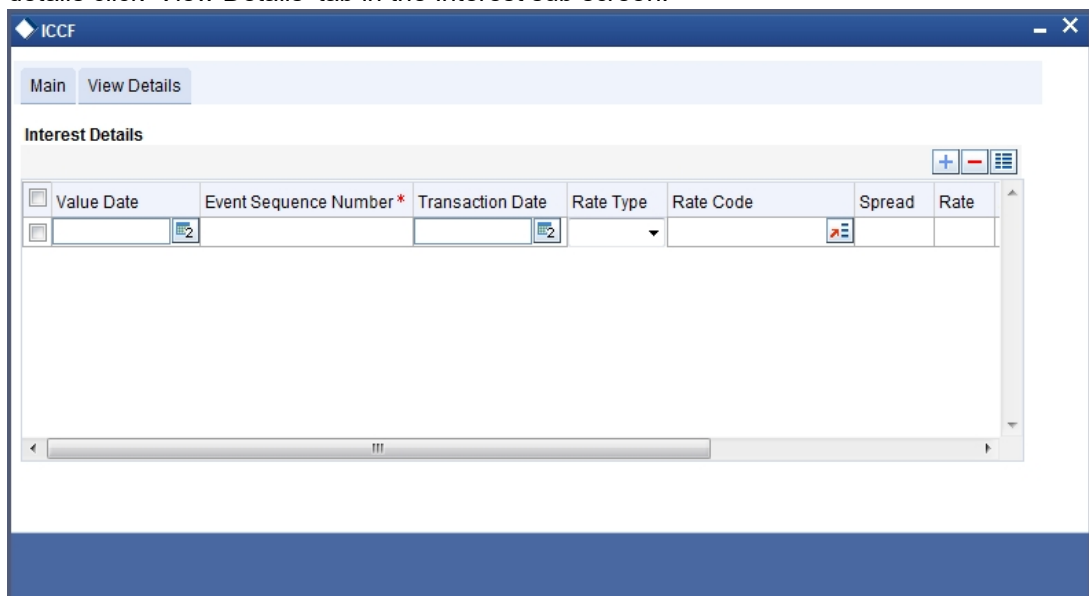 details click 'View Details' tab in the interest sub-screen.
ICCF
Main View Details
Interest Details
Value Date Event Sequence Number * Transaction Date Rate Type Rate Code Spread Rate